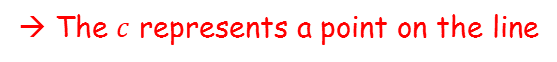 → The c represents a point on the line